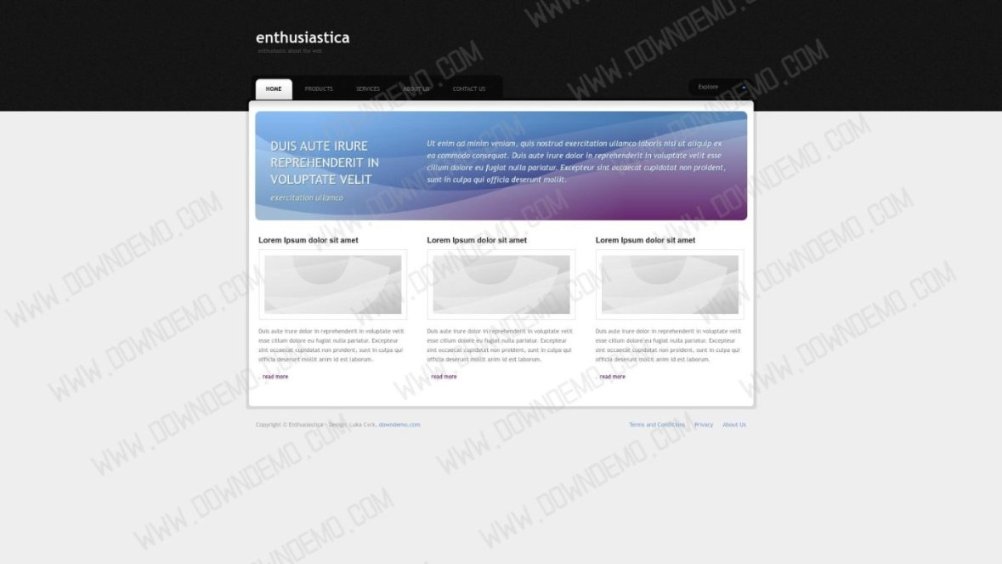 enthusiastica
enthusiastic about the web
HOME PRODUCTS SERVICES ABOUT US CONTACT US
Explore
DUIS AUTE IRURE
REPREHENDERIT IN
VOLUPTATE VELIT
exercitation ullamco
Ut enim ad minim veniam, quis nostrud exercitation ullamco laboris nisi ut aliquip ex
ea commodo consequat. Duis aute irure dolor in reprehenderit in voluptate velit esse
cillum dolore eu fugiat nulla pariatur. Excepteur sint occaecat cupidatat non proident,
sunt in culpa qui officia deserunt mollit.
Lorem Ipsum dolor sit amet
Duis aute irure dolor in reprehenderit in voluptate velit
esse cillum dolore eu fugiat nulla pariatur. Excepteur
sint occaecat cupidatat non proident, sunt in culpa qui
officia deserunt mollit anim id est laborum.
read more
Lorem Ipsum dolor sit amet
Duis aute irure dolor in reprehenderit in voluptate velit
esse cillum dolore eu fugiat nulla pariatur. Excepteur
sint occaecat cupidatat non proident, sunt in culpa qui
officia deserunt mollit anim id est laborum.
read more
Lorem Ipsum dolor sit amet
Duis aute irure dolor in reprehenderit in voluptate velit
esse cillum dolore eu fugiat nulla pariatur. Excepteur
sint occaecat cupidatat non proident, sunt in culpa qui
officia deserunt mollit anim id est laborum.
read more
Copyright © Enthusiastica - Design: Luka Cvrk, downdemo.com
Terms and Conditions Privacy About Us
WWW.DOWNDEMO.COM